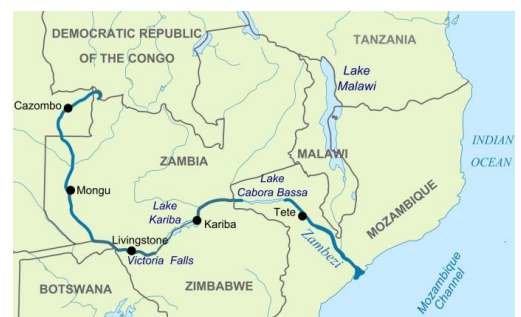 DEMOCRATIC REPUBLIC
OF THE CONGO
TANZANIA
Lake
Malawi
Cazombo
INDIAN
OCEAN
MALAWI
ZAMBIA
Lake
Cabora Bassa
Mongu
MOZAMBIQUE
Lake
Kariba
Tete
Kariba
Zambezi
Livingstone
Victoria Falls
Mozambique
Channel
BOTSWANA
ZIMBABWE